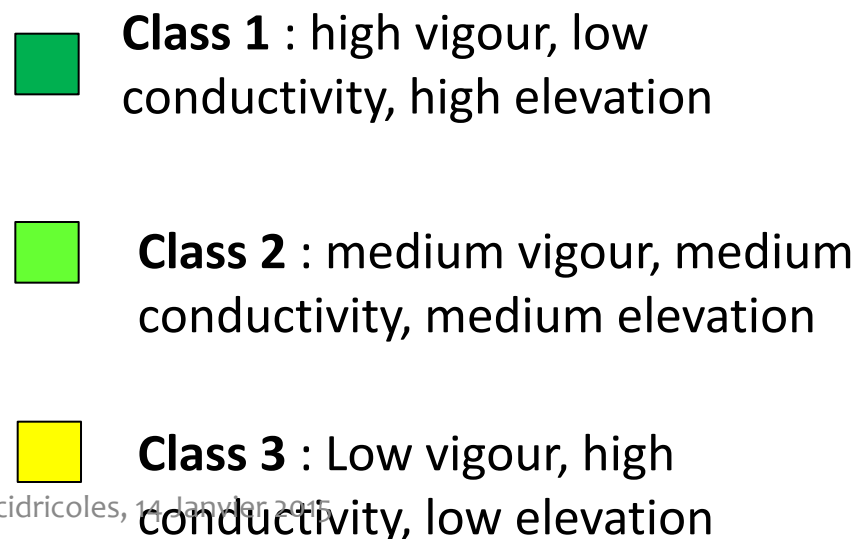 Class 1 : high vigour, low
conductivity, high elevation
Class 2 : medium vigour, medium
conductivity, medium elevation
Class 3 : Low vigour, high
conductivity, low elevation
cidricoles, 14 Janvier 2015